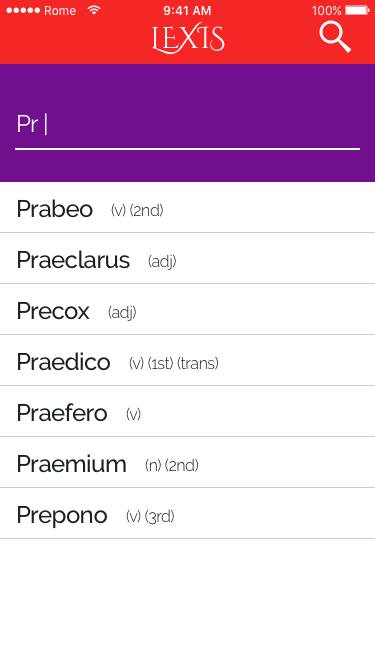 Rome 9:41 AM 100%
LEXIS
Pr
Prabeo (v) (2nd)
Praeclarus (adj)
Precox (adj)
Praedico (v) (1st) (trans)
Praefero (v)
Praemium (n) (2nd)
Prepono (v) (3rd)